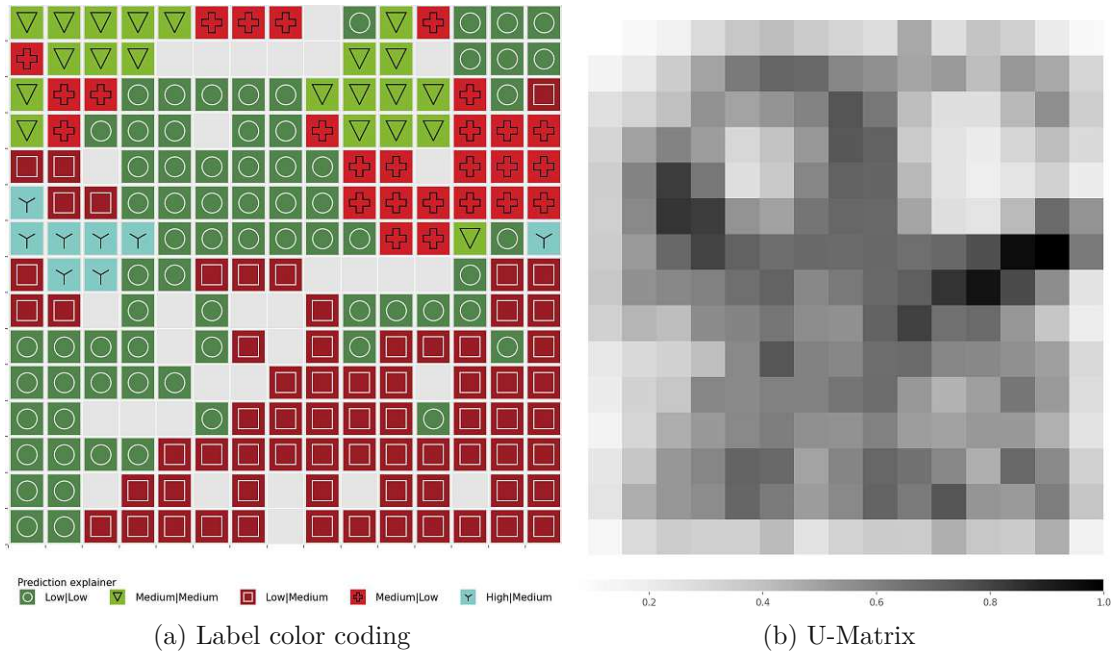 Prediction explainer
Low|Low Medium|Medium Low|Medium Medium|Low High|Medium
0.2 0.4 0.6 0.8 1.0
(a) Label color coding
(b) U-Matrix